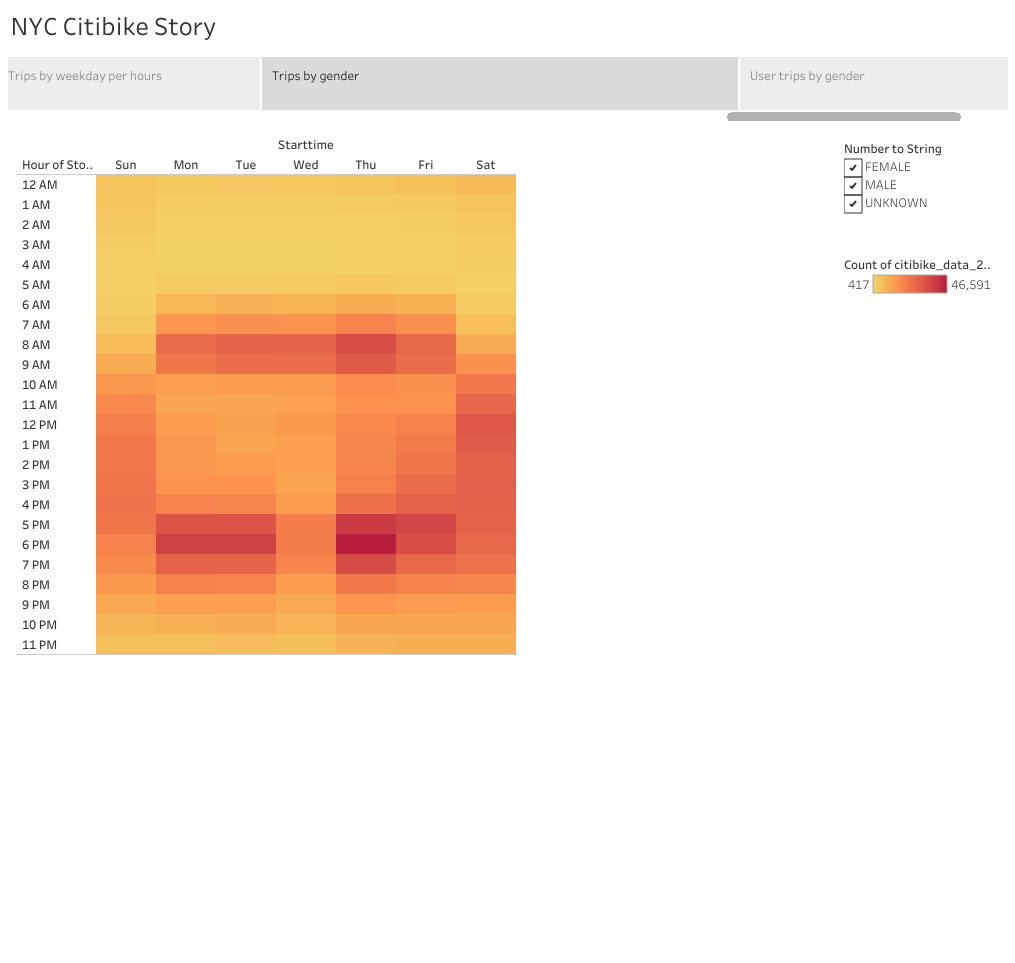 NYC Citibike Story
Trips by weekday per hours
Trips by gender
User trips by gender
Starttime
Hour of Sto.. Sun Mon Tue Wed Thu Fri Sat
12 AM
1 AM
2 AM
3 AM
4 AM
5 AM
6 AM
7 AM
8 AM
9 AM
10 AM
11 AM
12 PM
1 PM
2 PM
3 PM
4 PM
5 PM
6 PM
7 PM
8 PM
9 PM
10 PM
11 PM
Number to String
FEMALE
MALE
UNKNOWN
Count of citibike_data_2..
417 46,591